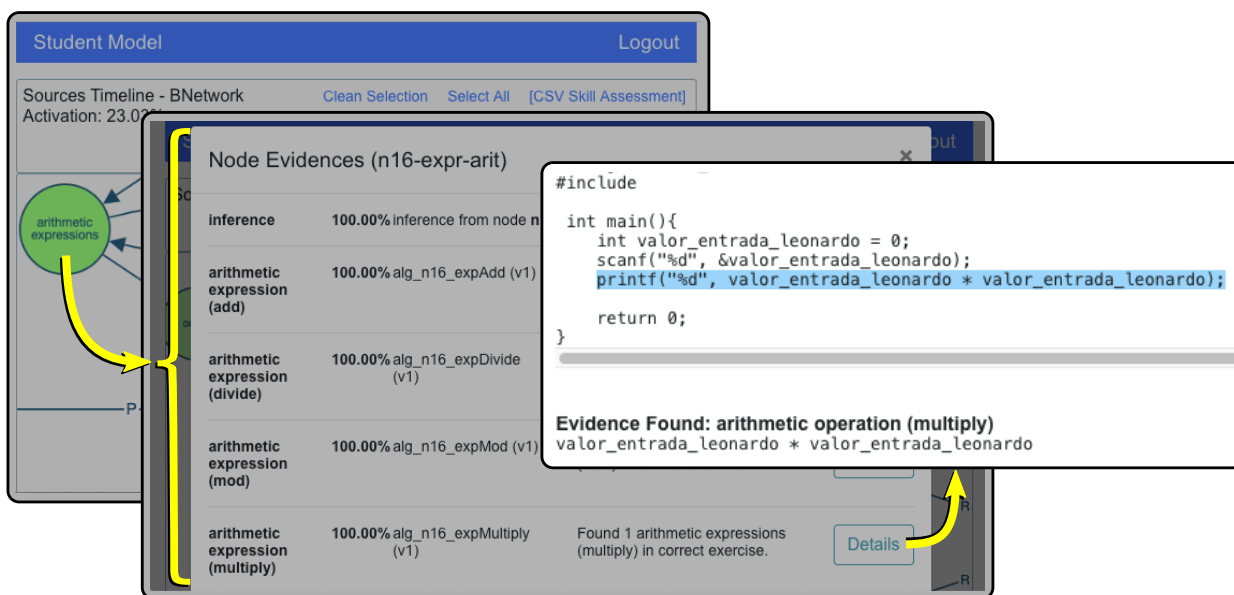 Student Model Logout
Sources Timeline - BNetwork Clean Selection Select All [CSV Skill Assessment]
Activation: 23.03%
arithmetic
expressions
P
Node Evidences (n16-expr-arit) ×
inference 100.00% inference from node
arithmetic 100.00% alg_n16_expAdd (v1)
expression
(add)
arithmetic 100.00% alg_n16_expDivide
expression (v1)
(divide)
arithmetic 100.00% alg_n16_expMod (v1)
expression
(mod)
arithmetic 100.00% alg_n16_expMultiply Found 1 arithmetic expressions
expression (v1) (multiply) in correct exercise. Details
(multiply)
R
R
#include
int main(){
int valor_entrada_leonardo = 0;
scanf("%d", &valor_entrada_leonardo);
printf("%d", valor_entrada_leonardo * valor_entrada_leonardo);
return 0;
}
Evidence Found: arithmetic operation (multiply)
valor_entrada_leonardo * valor_entrada_leonardo